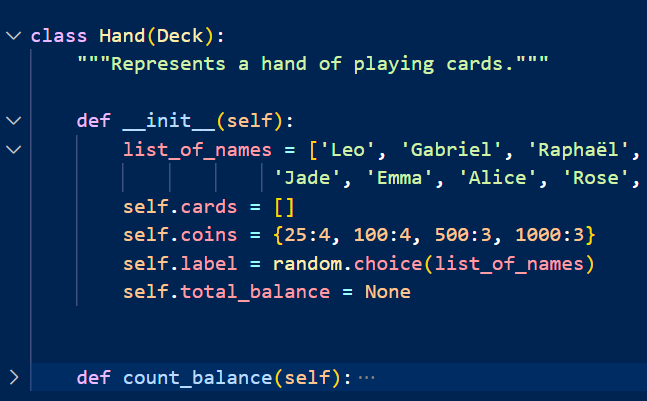 class Hand(Deck):
"""Represents a hand of playing cards."""
def __init__(self):
list_of_names = ['Leo', 'Gabriel', 'Raphaël',
'Jade', 'Emma', 'Alice', 'Rose',
self.cards = []
self.coins = {25:4, 100:4, 500:3, 1000:3}
self.label = random.choice(list_of_names)
self.total_balance = None
def count_balance(self):⋯